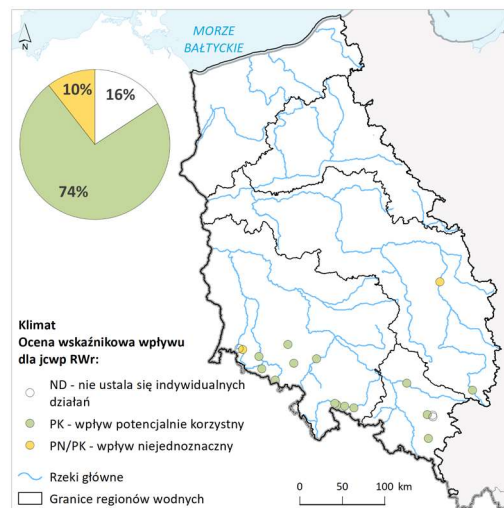 N
MORZE
BAŁTYCKIE
10%
16%
74%
Klimat
Ocena wskaźnikowa wpływu
dla jcwp RWr:
ND - nie ustala się indywidualnych
działań
PK - wpływ potencjalnie korzystny
PN/PK - wpływ niejednoznaczny
Rzeki główne
Granice regionów wodnych
0 50 100 km